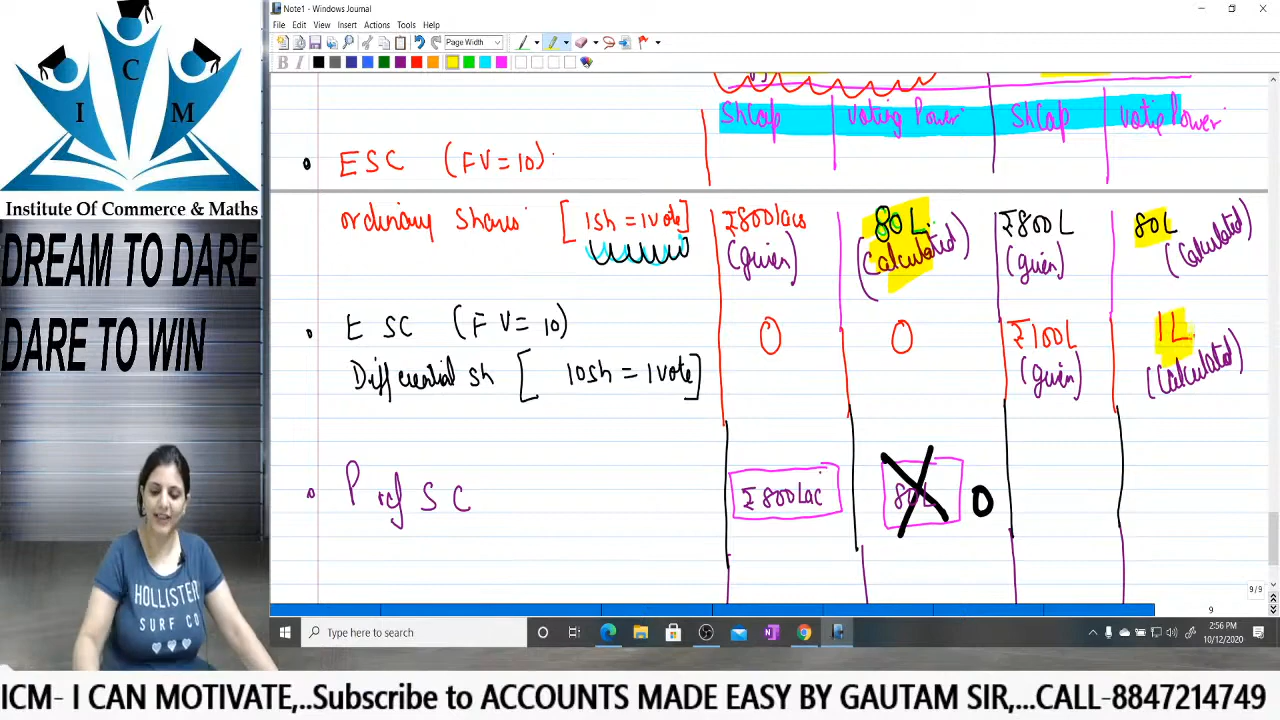 Note1 - Windows Journal
File Edit View Insert Actions Tools Help
Page Width
B I
I C M
Institute Of Commerce & Maths
DREAM TO DARE
DARE TO WIN
HOLLISTER
SURF CO
ShCap Voting Power ShCap Votig Power
ESC (FV=10)
ordinary shares [1sh = 1vote] ₹800lacs 80L ₹800L 80L
(given) (Calculated) (given) (Calculated)
ESC (FV=10) 0 0 ₹100L 1L
Differential sh [10sh = 1vote] (given) (Calculated)
Pref S C ₹800Lac 80L 0
9/9
9
Type here to search
2:56 PM
10/12/2020
ICM- I CAN MOTIVATE,..Subscribe to ACCOUNTS MADE EASY BY GAUTAM SIR,...CALL-8847214749